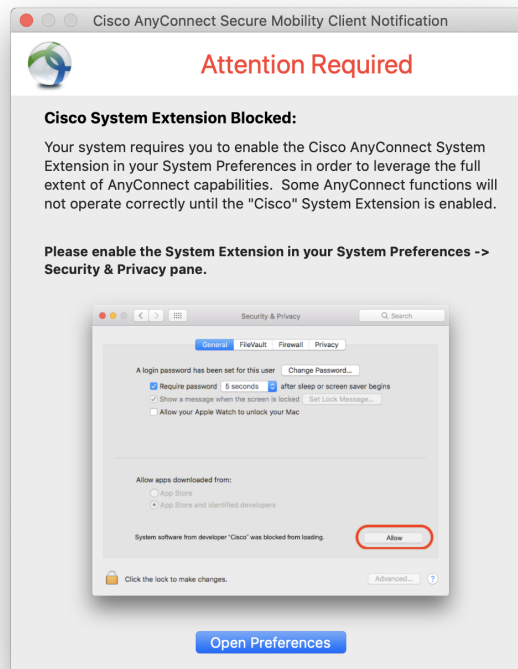 Cisco AnyConnect Secure Mobility Client Notification
Attention Required
Cisco System Extension Blocked:
Your system requires you to enable the Cisco AnyConnect System
Extension in your System Preferences in order to leverage the full
extent of AnyConnect capabilities.  Some AnyConnect functions will
not operate correctly until the "Cisco" System Extension is enabled.
Please enable the System Extension in your System Preferences ->
Security & Privacy pane.
Security & Privacy
Search
General FileVault Firewall Privacy
A login password has been set for this user Change Password...
Require password 5 seconds after sleep or screen saver begins
Show a message when the screen is locked Set Lock Message...
Allow your Apple Watch to unlock your Mac
Allow apps downloaded from:
App Store
App Store and identified developers
System software from developer "Cisco" was blocked from loading. Allow
Click the lock to make changes. Advanced... ?
Open Preferences